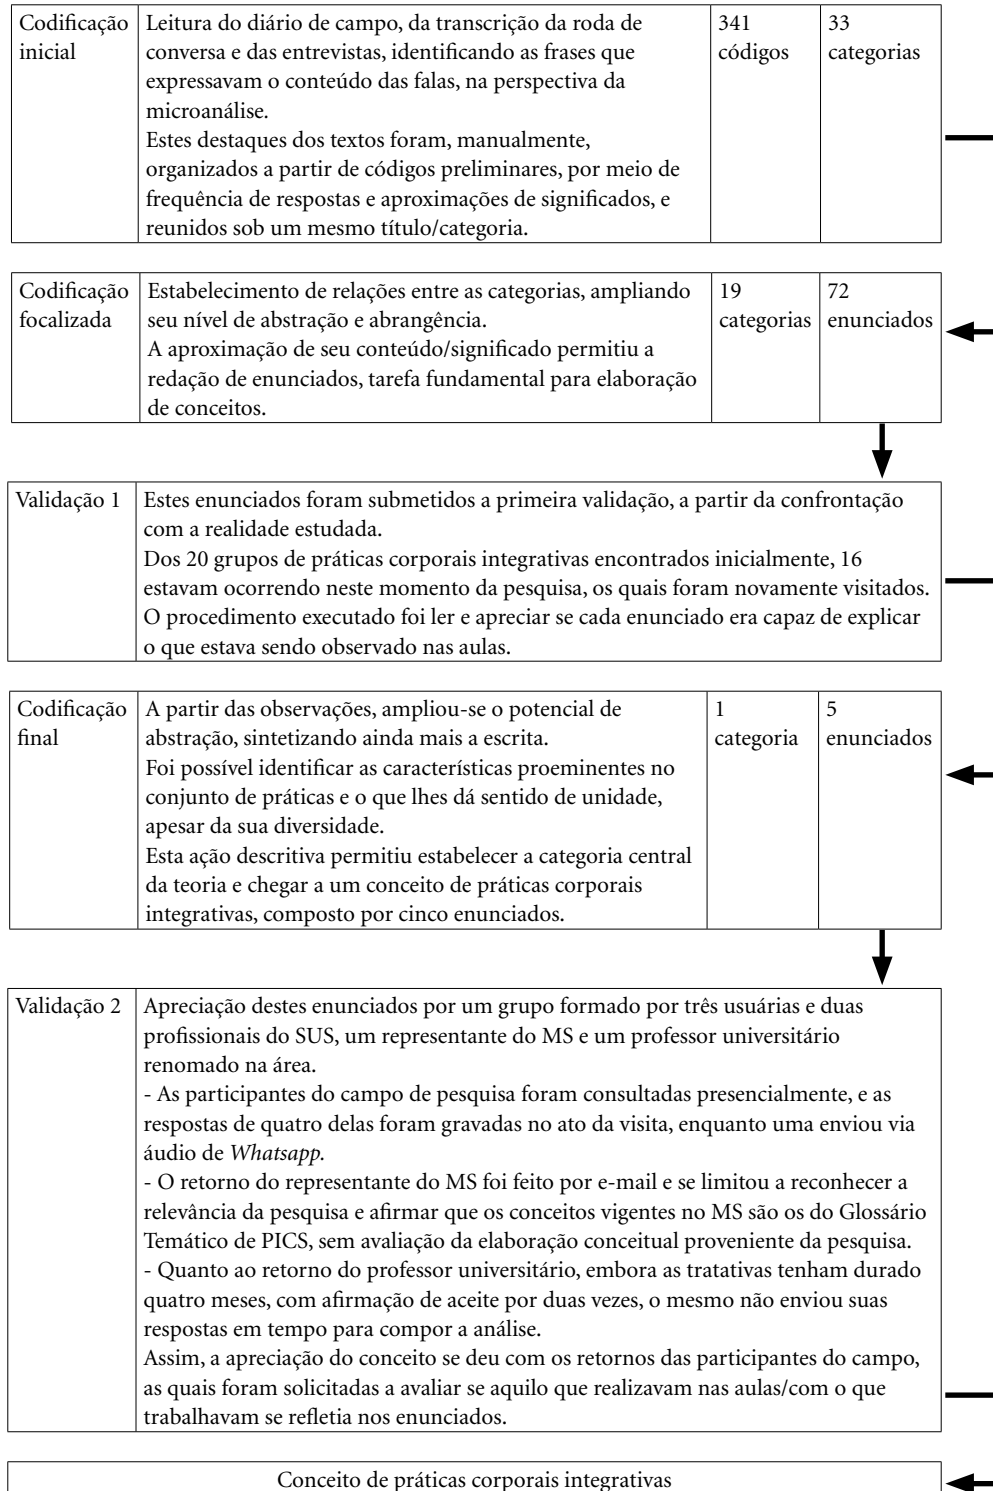 Codificação inicial
Leitura do diário de campo, da transcrição da roda de
conversa e das entrevistas, identificando as frases que
expressavam o conteúdo das falas, na perspectiva da
microanálise.
Estes destaques dos textos foram, manualmente,
organizados a partir de códigos preliminares, por meio de
frequência de respostas e aproximações de significados, e
reunidos sob um mesmo título/categoria.
341 códigos
33 categorias
Codificação focalizada
Estabelecimento de relações entre as categorias, ampliando
seu nível de abstração e abrangência.
A aproximação de seu conteúdo/significado permitiu a
redação de enunciados, tarefa fundamental para elaboração
de conceitos.
19 categorias
72 enunciados
Validação 1
Estes enunciados foram submetidos a primeira validação, a partir da confrontação
com a realidade estudada.
Dos 20 grupos de práticas corporais integrativas encontrados inicialmente, 16
estavam ocorrendo neste momento da pesquisa, os quais foram novamente visitados.
O procedimento executado foi ler e apreciar se cada enunciado era capaz de explicar
o que estava sendo observado nas aulas.
Codificação final
A partir das observações, ampliou-se o potencial de
abstração, sintetizando ainda mais a escrita.
Foi possível identificar as características proeminentes no
conjunto de práticas e o que lhes dá sentido de unidade,
apesar da sua diversidade.
Esta ação descritiva permitiu estabelecer a categoria central
da teoria e chegar a um conceito de práticas corporais
integrativas, composto por cinco enunciados.
1 categoria
5 enunciados
Validação 2
Apreciação destes enunciados por um grupo formado por três usuárias e duas
profissionais do SUS, um representante do MS e um professor universitário
renomado na área.
- As participantes do campo de pesquisa foram consultadas presencialmente, e as
respostas de quatro delas foram gravadas no ato da visita, enquanto uma enviou via
áudio de Whatsapp.
- O retorno do representante do MS foi feito por e-mail e se limitou a reconhecer a
relevância da pesquisa e afirmar que os conceitos vigentes no MS são os do Glossário
Temático de PICS, sem avaliação da elaboração conceitual proveniente da pesquisa.
- Quanto ao retorno do professor universitário, embora as tratativas tenham durado
quatro meses, com afirmação de aceite por duas vezes, o mesmo não enviou suas
respostas em tempo para compor a análise.
Assim, a apreciação do conceito se deu com os retornos das participantes do campo,
as quais foram solicitadas a avaliar se aquilo que realizavam nas aulas/com o que
trabalhavam se refletia nos enunciados.
Conceito de práticas corporais integrativas